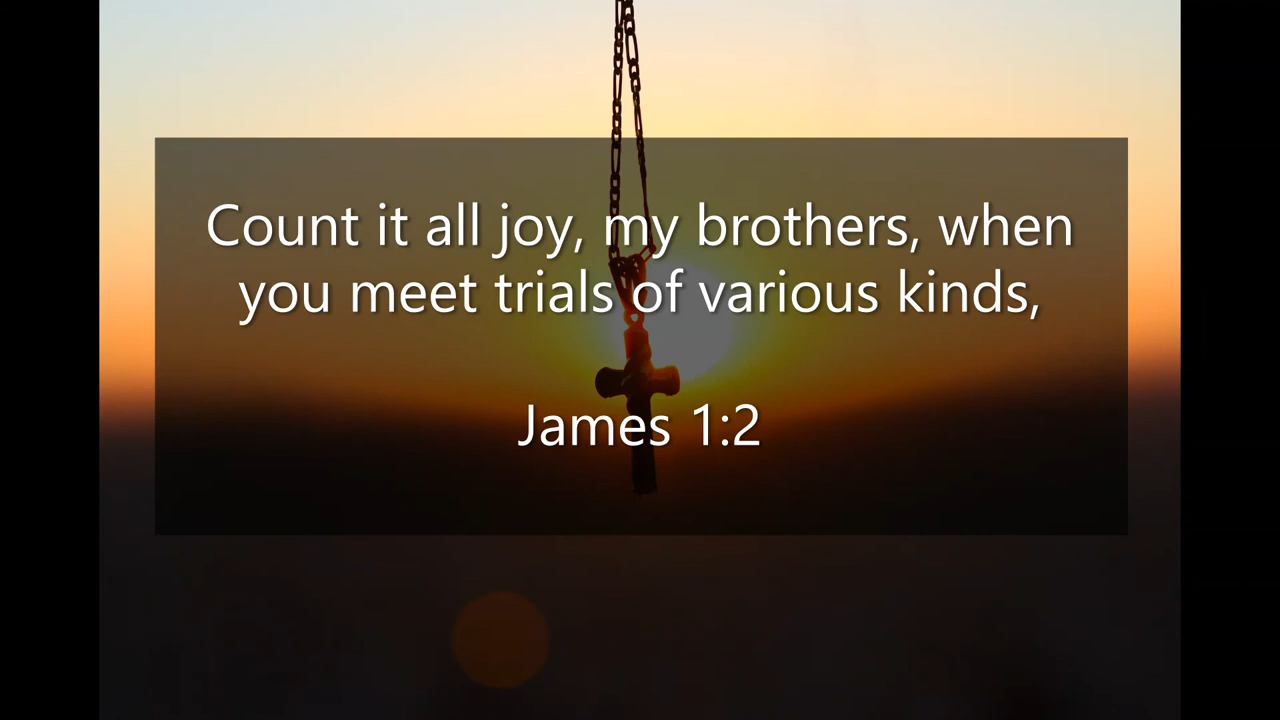 Count it all joy, my brothers, when
you meet trials of various kinds,
James 1:2